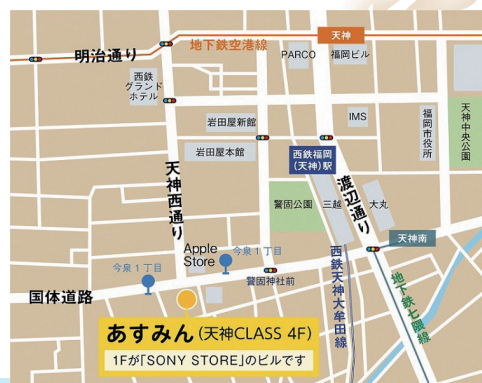 明治通り
地下鉄空港線
天神
PARCO
福岡ビル
西鉄
グランド
ホテル
岩田屋新館
IMS
福岡市役所
天神中央公園
岩田屋本館
西鉄福岡
(天神)駅
天神西通り
渡辺通り
警固公園
三越
大丸
天神南
Apple
Store
今泉1丁目
今泉1丁目
警固神社前
国体道路
西鉄天神大牟田線
地下鉄七隈線
あすみん(天神CLASS 4F)
1Fが「SONY STORE」のビルです